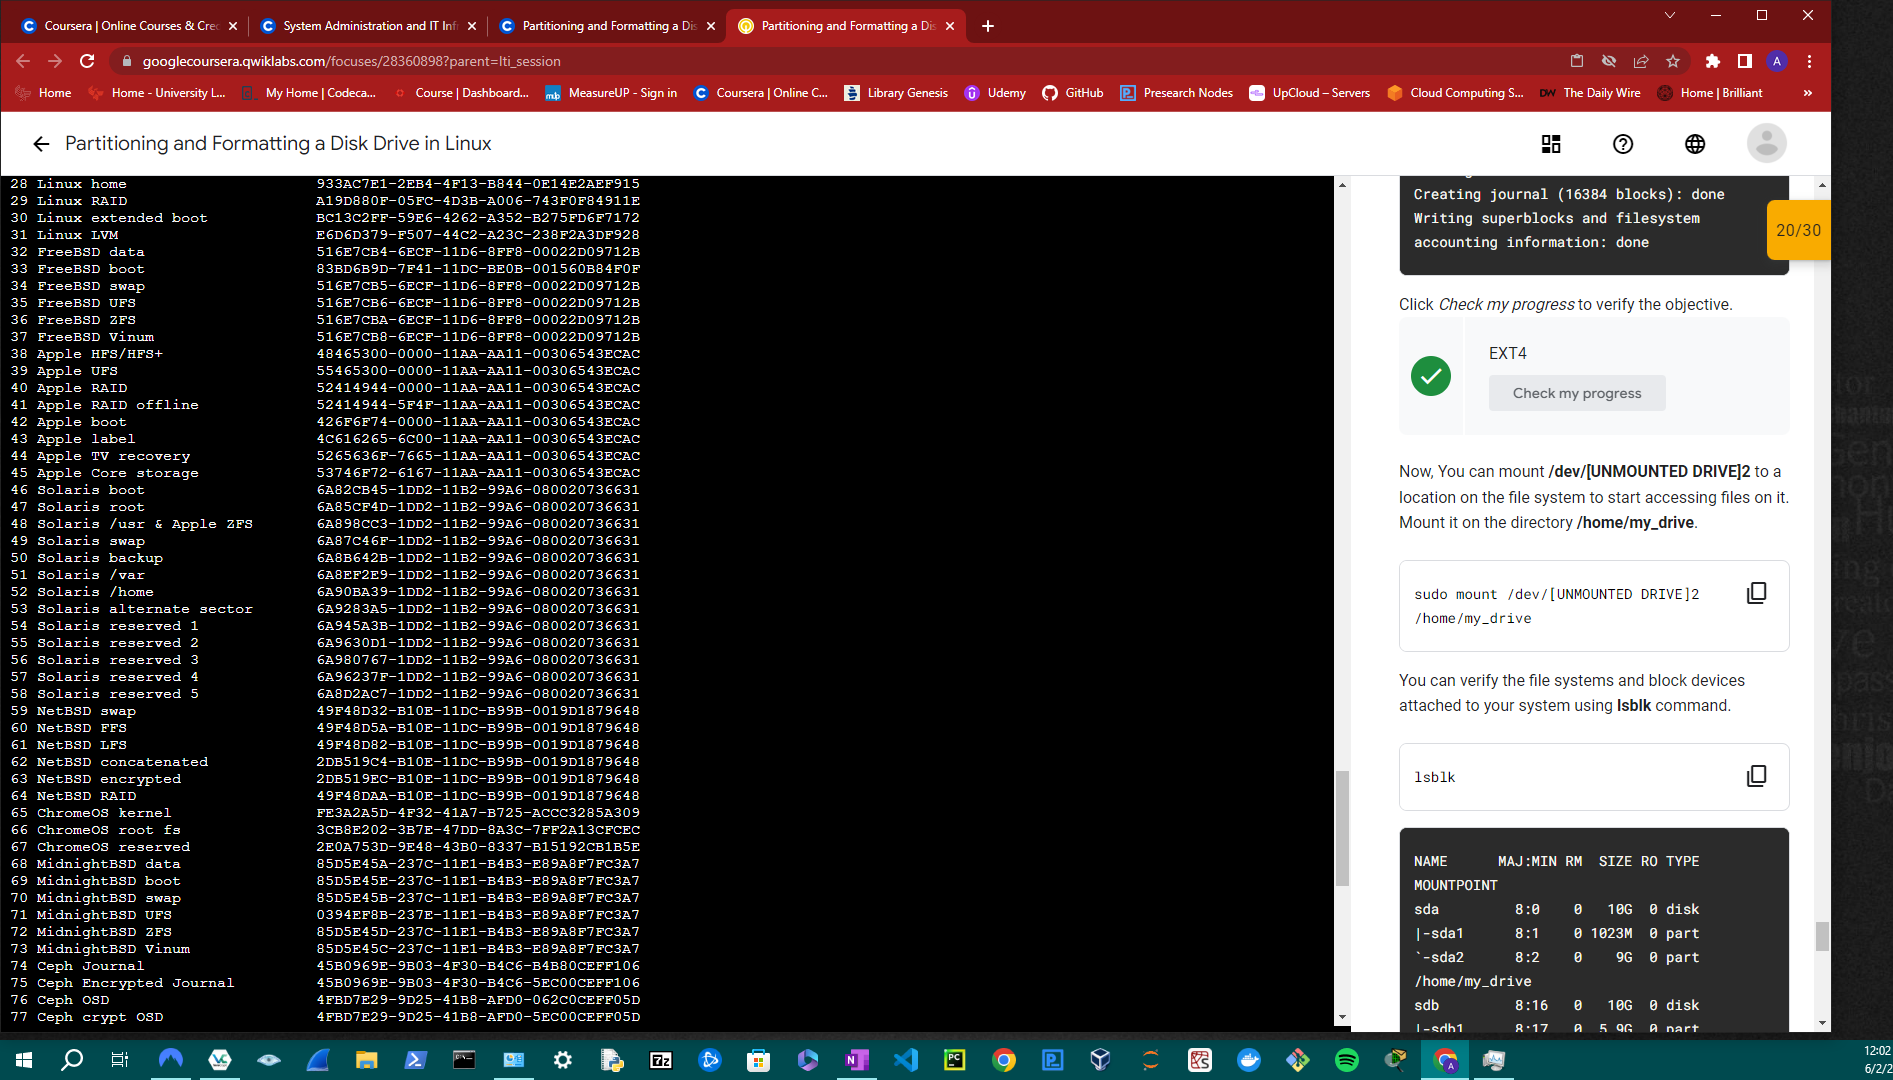 Coursera | Online Courses & Crec
System Administration and IT Infr
Partitioning and Formatting a Dis
Partitioning and Formatting a Dis
googlecoursera.qwiklabs.com/focuses/28360898?parent=lti_session
A
Home
Home - University L...
My Home | Codeca...
Course | Dashboard...
MeasureUP - Sign in
Coursera | Online C...
Library Genesis
Udemy
GitHub
Presearch Nodes
UpCloud – Servers
Cloud Computing S...
The Daily Wire
Home | Brilliant
»
Partitioning and Formatting a Disk Drive in Linux
28 Linux home 933AC7E1-2EB4-4F13-B844-0E14E2AEF915
29 Linux RAID A19D880F-05FC-4D3B-A006-743F0F84911E
30 Linux extended boot BC13C2FF-59E6-4262-A352-B275FD6F7172
31 Linux LVM E6D6D379-F507-44C2-A23C-238F2A3DF928
32 FreeBSD data 516E7CB4-6ECF-11D6-8FF8-00022D09712B
33 FreeBSD boot 83BD6B9D-7F41-11DC-BE0B-001560B84F0F
34 FreeBSD swap 516E7CB5-6ECF-11D6-8FF8-00022D09712B
35 FreeBSD UFS 516E7CB6-6ECF-11D6-8FF8-00022D09712B
36 FreeBSD ZFS 516E7CBA-6ECF-11D6-8FF8-00022D09712B
37 FreeBSD Vinum 516E7CB8-6ECF-11D6-8FF8-00022D09712B
38 Apple HFS/HFS+ 48465300-0000-11AA-AA11-00306543ECAC
39 Apple UFS 55465300-0000-11AA-AA11-00306543ECAC
40 Apple RAID 52414944-0000-11AA-AA11-00306543ECAC
41 Apple RAID offline 52414944-5F4F-11AA-AA11-00306543ECAC
42 Apple boot 426F6F74-0000-11AA-AA11-00306543ECAC
43 Apple label 4C616265-6C00-11AA-AA11-00306543ECAC
44 Apple TV recovery 5265636F-7665-11AA-AA11-00306543ECAC
45 Apple Core storage 53746F72-6167-11AA-AA11-00306543ECAC
46 Solaris boot 6A82CB45-1DD2-11B2-99A6-080020736631
47 Solaris root 6A85CF4D-1DD2-11B2-99A6-080020736631
48 Solaris /usr & Apple ZFS 6A898CC3-1DD2-11B2-99A6-080020736631
49 Solaris swap 6A87C46F-1DD2-11B2-99A6-080020736631
50 Solaris backup 6A8B642B-1DD2-11B2-99A6-080020736631
51 Solaris /var 6A8EF2E9-1DD2-11B2-99A6-080020736631
52 Solaris /home 6A90BA39-1DD2-11B2-99A6-080020736631
53 Solaris alternate sector 6A9283A5-1DD2-11B2-99A6-080020736631
54 Solaris reserved 1 6A945A3B-1DD2-11B2-99A6-080020736631
55 Solaris reserved 2 6A9630D1-1DD2-11B2-99A6-080020736631
56 Solaris reserved 3 6A980767-1DD2-11B2-99A6-080020736631
57 Solaris reserved 4 6A96237F-1DD2-11B2-99A6-080020736631
58 Solaris reserved 5 6A8D2AC7-1DD2-11B2-99A6-080020736631
59 NetBSD swap 49F48D32-B10E-11DC-B99B-0019D1879648
60 NetBSD FFS 49F48D5A-B10E-11DC-B99B-0019D1879648
61 NetBSD LFS 49F48D82-B10E-11DC-B99B-0019D1879648
62 NetBSD concatenated 2DB519C4-B10E-11DC-B99B-0019D1879648
63 NetBSD encrypted 2DB519EC-B10E-11DC-B99B-0019D1879648
64 NetBSD RAID 49F48DAA-B10E-11DC-B99B-0019D1879648
65 ChromeOS kernel FE3A2A5D-4F32-41A7-B725-ACCC3285A309
66 ChromeOS root fs 3CB8E202-3B7E-47DD-8A3C-7FF2A13CFCEC
67 ChromeOS reserved 2E0A753D-9E48-43B0-8337-B15192CB1B5E
68 MidnightBSD data 85D5E45A-237C-11E1-B4B3-E89A8F7FC3A7
69 MidnightBSD boot 85D5E45E-237C-11E1-B4B3-E89A8F7FC3A7
70 MidnightBSD swap 85D5E45B-237C-11E1-B4B3-E89A8F7FC3A7
71 MidnightBSD UFS 0394EF8B-237E-11E1-B4B3-E89A8F7FC3A7
72 MidnightBSD ZFS 85D5E45D-237C-11E1-B4B3-E89A8F7FC3A7
73 MidnightBSD Vinum 85D5E45C-237C-11E1-B4B3-E89A8F7FC3A7
74 Ceph Journal 45B0969E-9B03-4F30-B4C6-B4B80CEFF106
75 Ceph Encrypted Journal 45B0969E-9B03-4F30-B4C6-5EC00CEFF106
76 Ceph OSD 4FBD7E29-9D25-41B8-AFD0-062C0CEFF05D
77 Ceph crypt OSD 4FBD7E29-9D25-41B8-AFD0-5EC00CEFF05D
Creating journal (16384 blocks): done
Writing superblocks and filesystem
accounting information: done
20/30
Click Check my progress to verify the objective.
EXT4
Check my progress
Now, You can mount /dev/[UNMOUNTED DRIVE]2 to a
location on the file system to start accessing files on it.
Mount it on the directory /home/my_drive.
sudo mount /dev/[UNMOUNTED DRIVE]2
/home/my_drive
You can verify the file systems and block devices
attached to your system using lsblk command.
lsblk
NAME MAJ:MIN RM SIZE RO TYPE
MOUNTPOINT
sda 8:0 0 10G 0 disk
|-sda1 8:1 0 1023M 0 part
`-sda2 8:2 0 9G 0 part
/home/my_drive
sdb 8:16 0 10G 0 disk
|-sdb1 8:17 0 5.9G 0 part
12:02
6/2/2